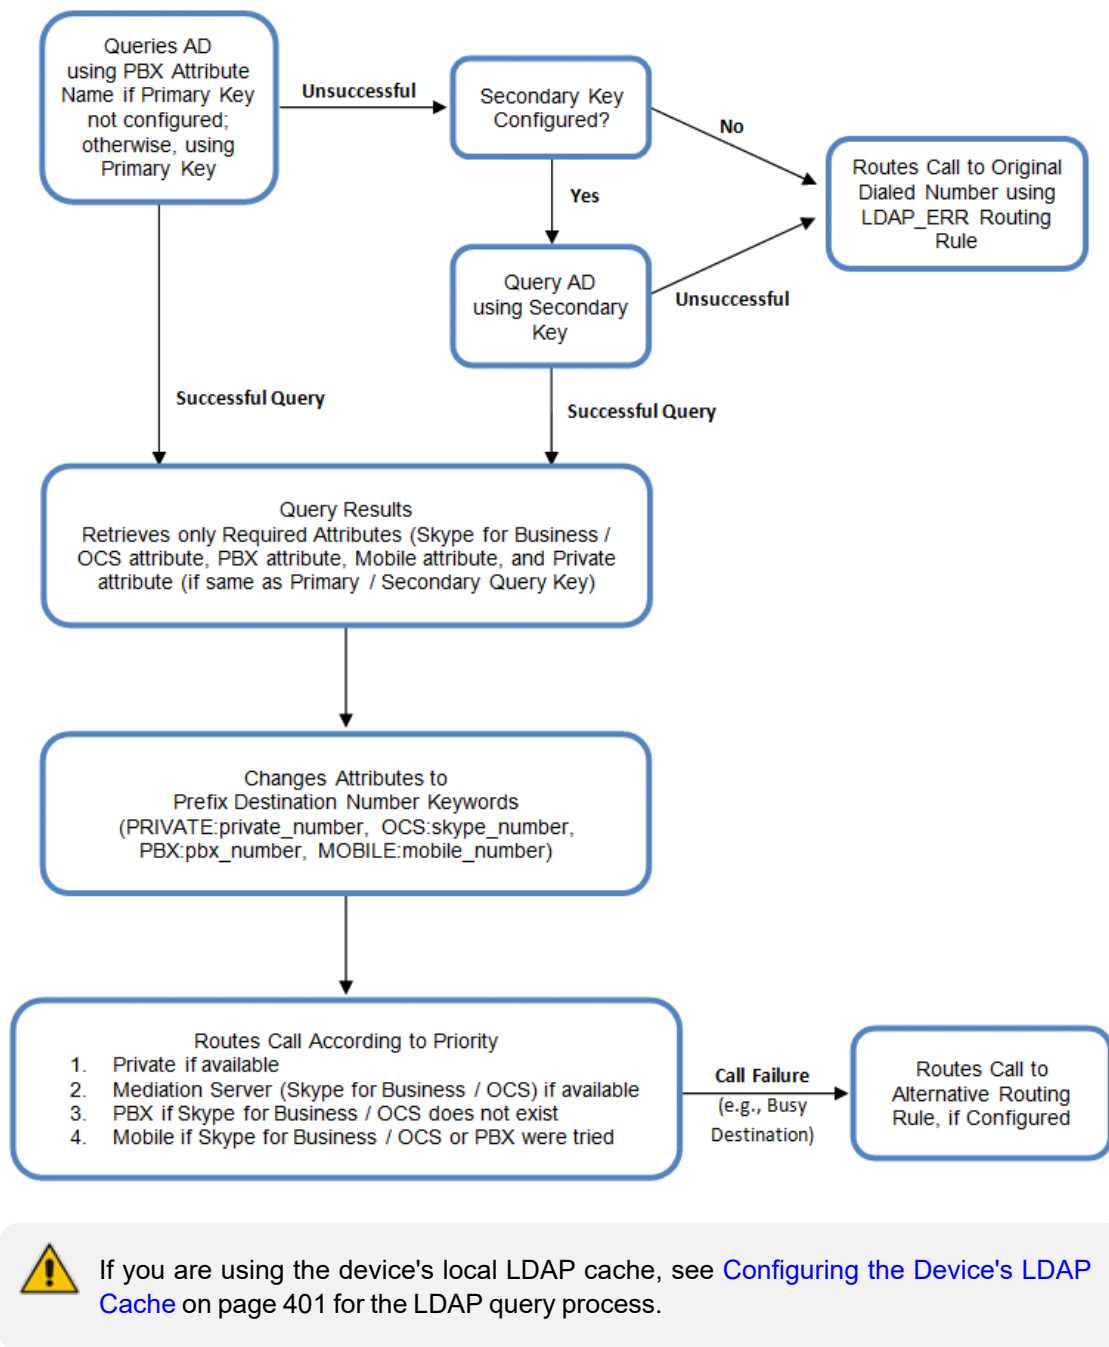 Queries AD
using PBX Attribute
Name if Primary Key
not configured;
otherwise, using
Primary Key
Unsuccessful
Secondary Key
Configured?
No
Routes Call to Original
Dialed Number using
LDAP_ERR Routing
Rule
Yes
Query AD
using Secondary
Key
Unsuccessful
Successful Query
Successful Query
Query Results
Retrieves only Required Attributes (Skype for Business /
OCS attribute, PBX attribute, Mobile attribute, and Private
attribute (if same as Primary / Secondary Query Key)
Changes Attributes to
Prefix Destination Number Keywords
(PRIVATE:private_number, OCS:skype_number,
PBX:pbx_number, MOBILE:mobile_number)
Routes Call According to Priority
1. Private if available
2. Mediation Server (Skype for Business / OCS) if available
3. PBX if Skype for Business / OCS does not exist
4. Mobile if Skype for Business / OCS or PBX were tried
Call Failure
(e.g., Busy
Destination)
Routes Call to
Alternative Routing
Rule, if Configured
If you are using the device's local LDAP cache, see Configuring the Device's LDAP
Cache on page 401 for the LDAP query process.